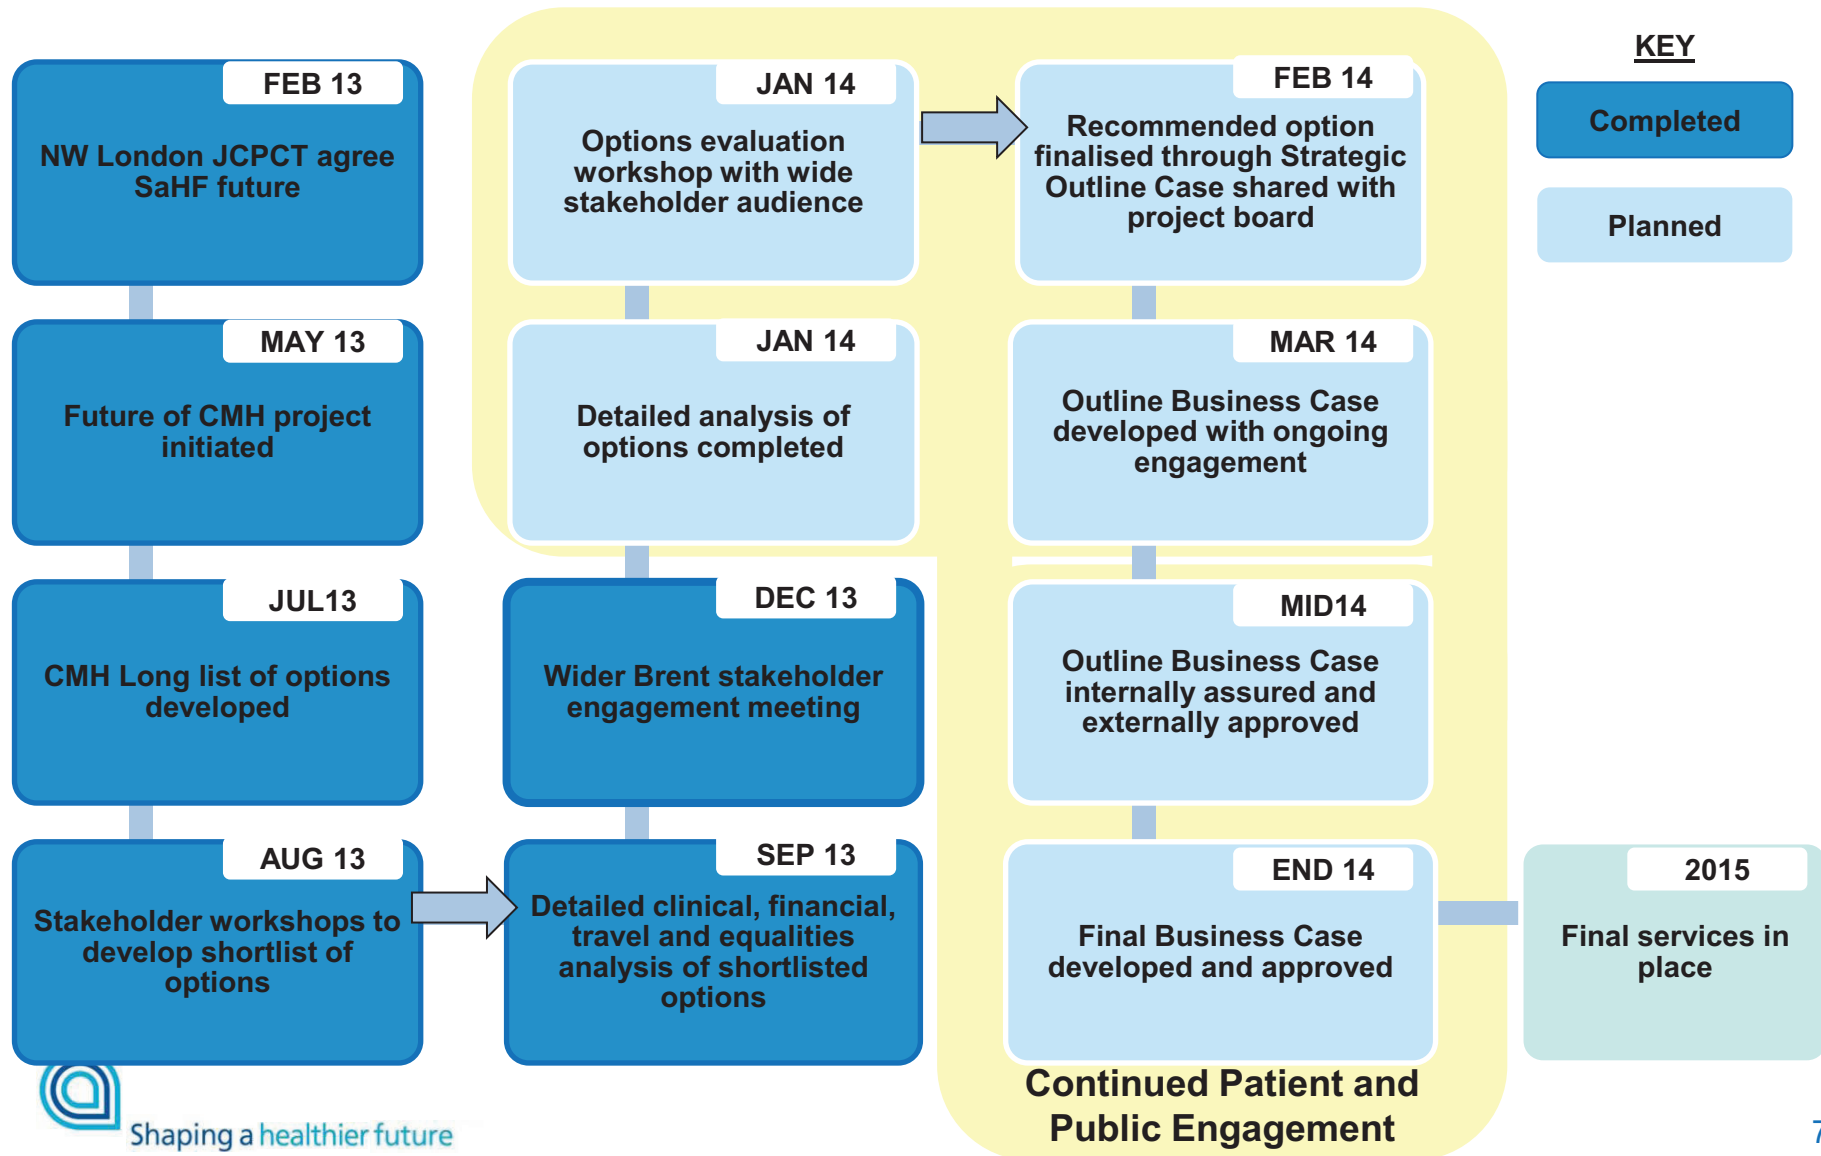 FEB 13
NW London JCPCT agree
SaHF future
MAY 13
Future of CMH project
initiated
JUL13
CMH Long list of options
developed
AUG 13
Stakeholder workshops to
develop shortlist of
options
SEP 13
Detailed clinical, financial,
travel and equalities
analysis of shortlisted
options
DEC 13
Wider Brent stakeholder
engagement meeting
JAN 14
Detailed analysis of
options completed
JAN 14
Options evaluation
workshop with wide
stakeholder audience
FEB 14
Recommended option
finalised through Strategic
Outline Case shared with
project board
MAR 14
Outline Business Case
developed with ongoing
engagement
MID14
Outline Business Case
internally assured and
externally approved
END 14
Final Business Case
developed and approved
2015
Final services in
place
Continued Patient and
Public Engagement
KEY
Completed
Planned
Shaping a healthier future
7